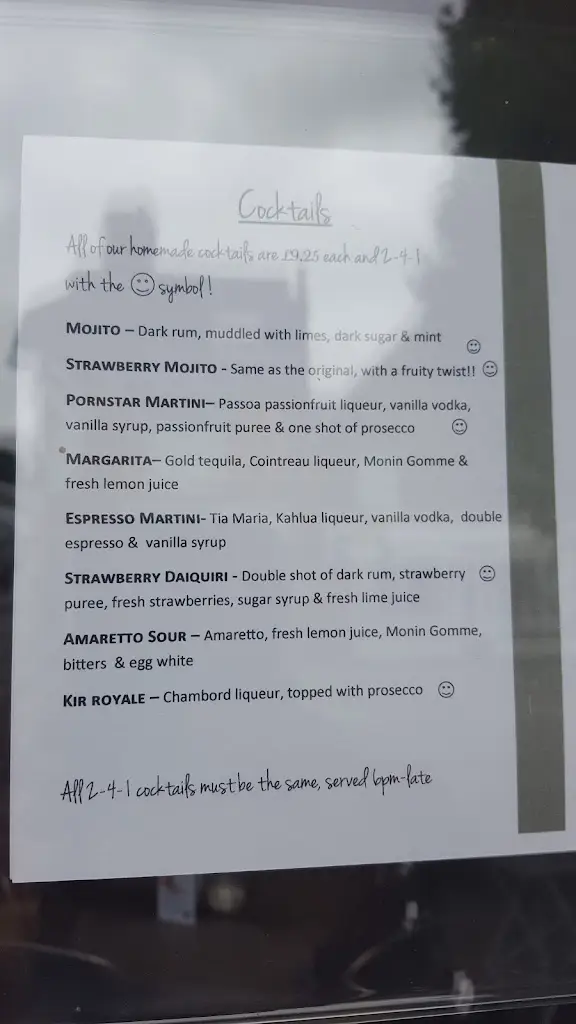 Cocktails
All of our homemade cocktails are £9.25 each and 2-4-1
with the ☺ symbol!
MOJITO – Dark rum, muddled with limes, dark sugar & mint ☺
STRAWBERRY MOJITO - Same as the original, with a fruity twist!! ☺
PORNSTAR MARTINI– Passoa passionfruit liqueur, vanilla vodka,
vanilla syrup, passionfruit puree & one shot of prosecco ☺
MARGARITA– Gold tequila, Cointreau liqueur, Monin Gomme &
fresh lemon juice
ESPRESSO MARTINI- Tia Maria, Kahlua liqueur, vanilla vodka, double
espresso & vanilla syrup
STRAWBERRY DAIQUIRI - Double shot of dark rum, strawberry ☺
puree, fresh strawberries, sugar syrup & fresh lime juice
AMARETTO SOUR – Amaretto, fresh lemon juice, Monin Gomme,
bitters & egg white
KIR ROYALE – Chambord liqueur, topped with prosecco ☺
All 2-4-1 cocktails must be the same, served 6pm-late